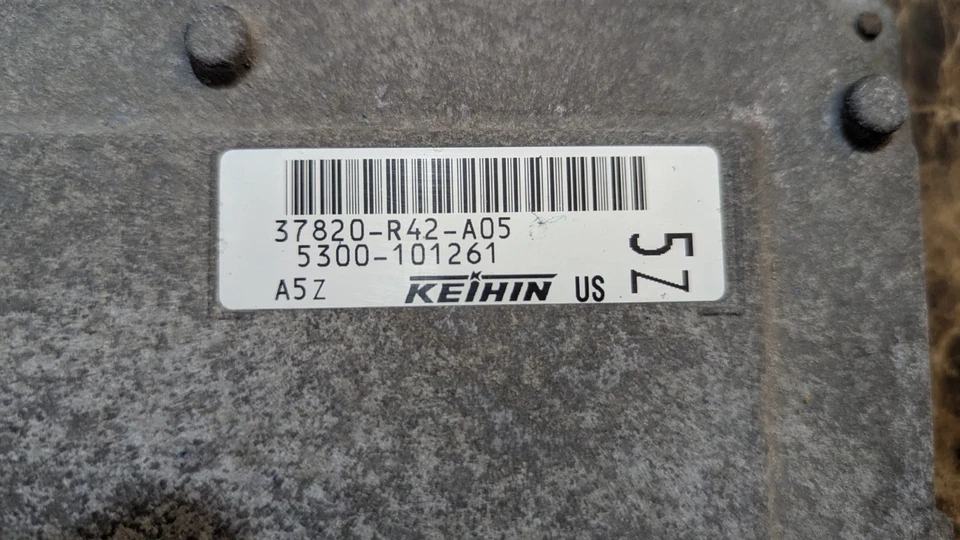 37820-R42-A05
5300-101261
A5Z KEIHIN US
5Z